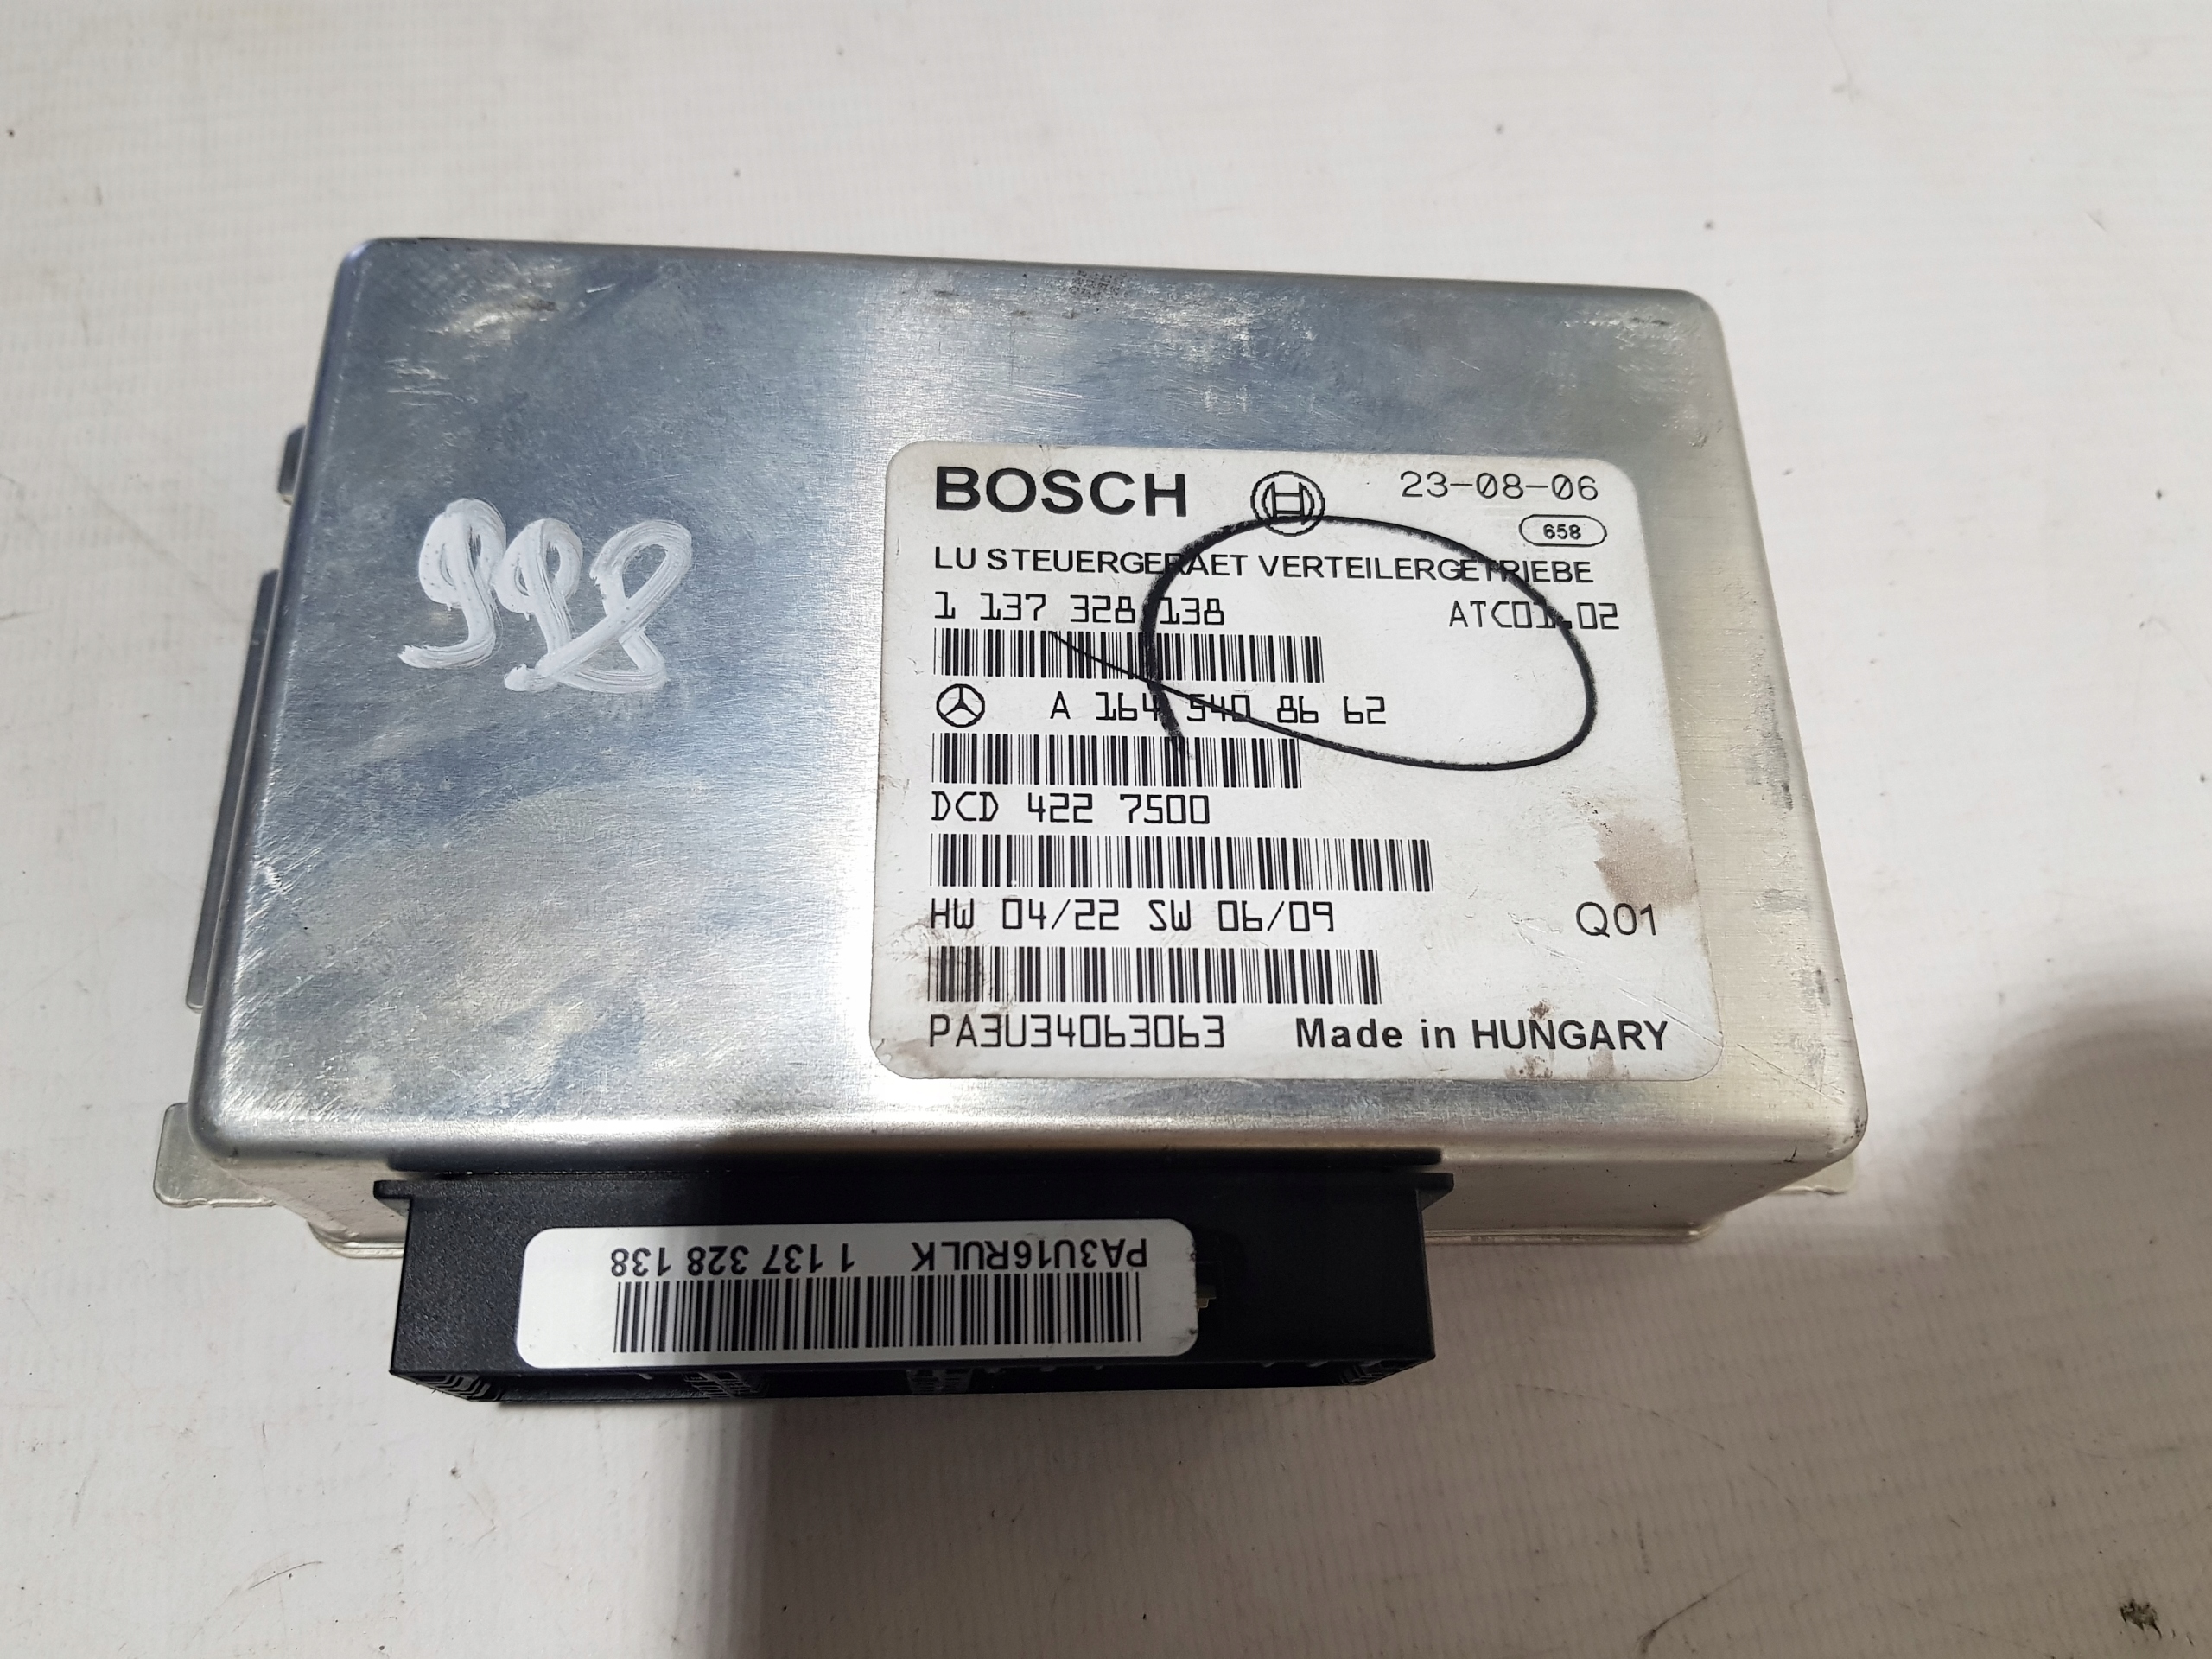 998
BOSCH 23-08-06
658
LU STEUERGERAET VERTEILERGETRIEBE
1 137 328 138 ATC01.02
A 164 540 86 62
DCD 422 7500
HW 04/22 SW 06/09 Q01
PA3U34063063 Made in HUNGARY
PA3U16RULK 1 137 328 138